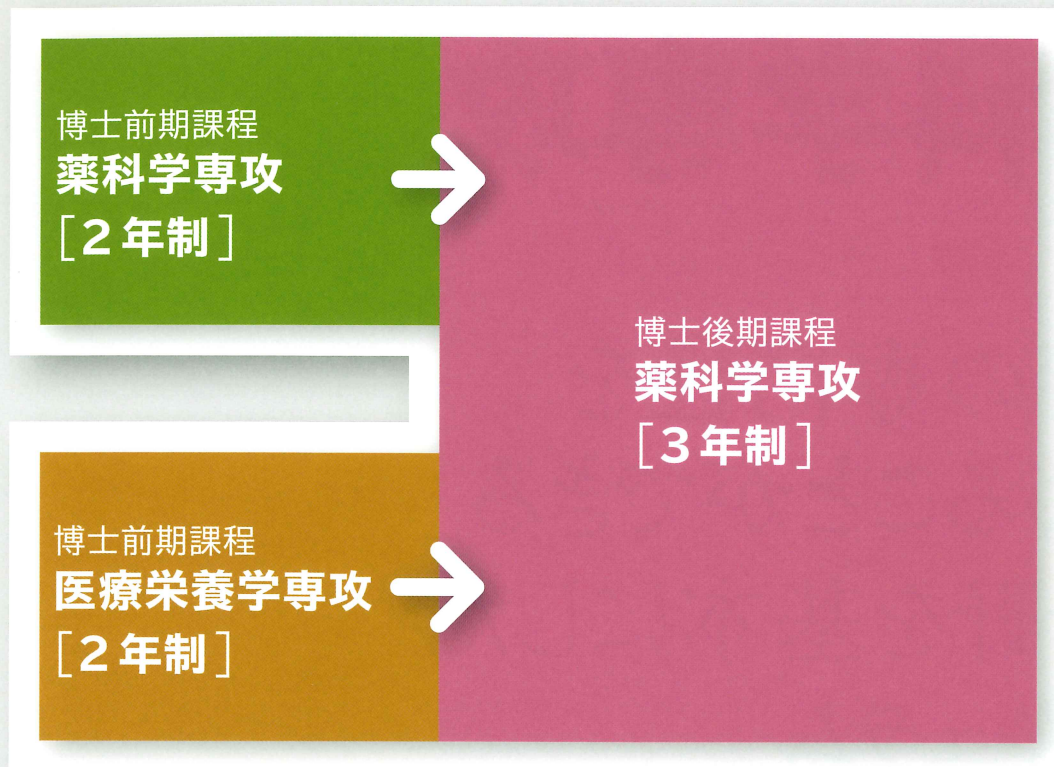 博士前期課程
薬科学専攻
[2年制]
博士後期課程
薬科学専攻
[3年制]
博士前期課程
医療栄養学専攻
[2年制]